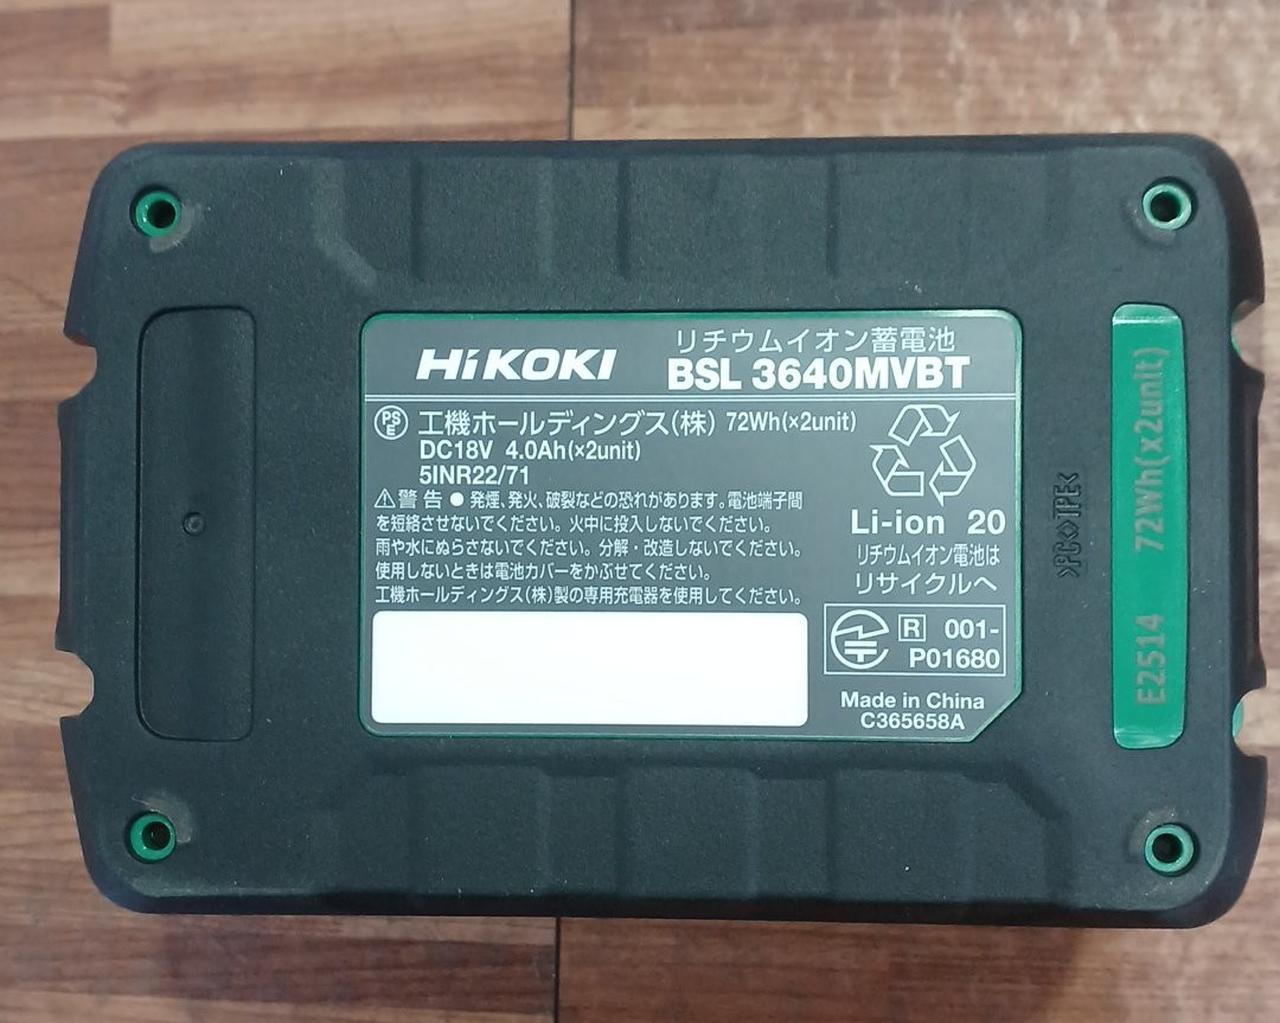 HiKOKI
リチウムイオン蓄電池
BSL 3640MVBT
PS
E
工機ホールディングス(株) 72Wh(×2unit)
DC18V 4.0Ah(×2unit)
5INR22/71
⚠警告 ● 発煙、発火、破裂などの恐れがあります。電池端子間
を短絡させないでください。火中に投入しないでください。
雨や水にぬらさないでください。分解・改造しないでください。
使用しないときは電池カバーをかぶせてください。
工機ホールディングス(株)製の専用充電器を使用してください。
Li-ion 20
リチウムイオン電池は
リサイクルへ
R 001-
P01680
Made in China
C365658A
>PC<>TPE<
E2514 72Wh(x2unit)